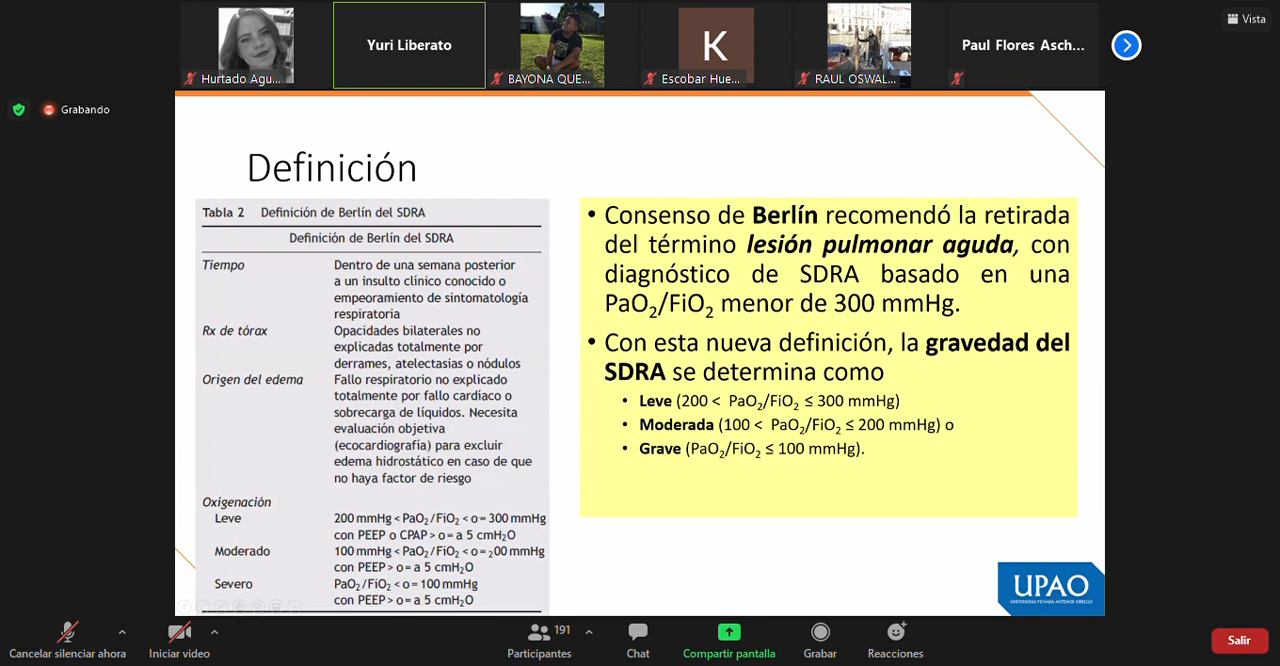 Vista
Yuri Liberato
K
Paul Flores Asch...
Hurtado Agu...
BAYONA QUE...
Escobar Hue...
RAUL OSWAL...
Grabando
Definición
Tabla 2 Definición de Berlín del SDRA
Definición de Berlín del SDRA
Tiempo Dentro de una semana posterior
a un insulto clínico conocido o
empeoramiento de sintomatología
respiratoria
Rx de tórax Opacidades bilaterales no
explicadas totalmente por
derrames, atelectasias o nódulos
Origen del edema Fallo respiratorio no explicado
totalmente por fallo cardíaco o
sobrecarga de líquidos. Necesita
evaluación objetiva
(ecocardiografía) para excluir
edema hidrostático en caso de que
no haya factor de riesgo
Oxigenación
Leve 200 mmHg < PaO₂/FiO₂ < o = 300 mmHg
con PEEP o CPAP > o = a 5 cmH₂O
Moderado 100 mmHg < PaO₂/FiO₂ < o = ₂00 mmHg
con PEEP > o = a 5 cmH₂O
Severo PaO₂/FiO₂ < o = 100 mmHg
con PEEP > o = a 5 cmH₂O
• Consenso de Berlín recomendó la retirada
del término lesión pulmonar aguda, con
diagnóstico de SDRA basado en una
PaO₂/FiO₂ menor de 300 mmHg.
• Con esta nueva definición, la gravedad del
SDRA se determina como
• Leve (200 < PaO₂/FiO₂ ≤ 300 mmHg)
• Moderada (100 < PaO₂/FiO₂ ≤ 200 mmHg) o
• Grave (PaO₂/FiO₂ ≤ 100 mmHg).
UPAO
UNIVERSIDAD PRIVADA ANTENOR ORREGO
Cancelar silenciar ahora
Iniciar video
191
Participantes
Chat
Compartir pantalla
Grabar
Reacciones
Salir